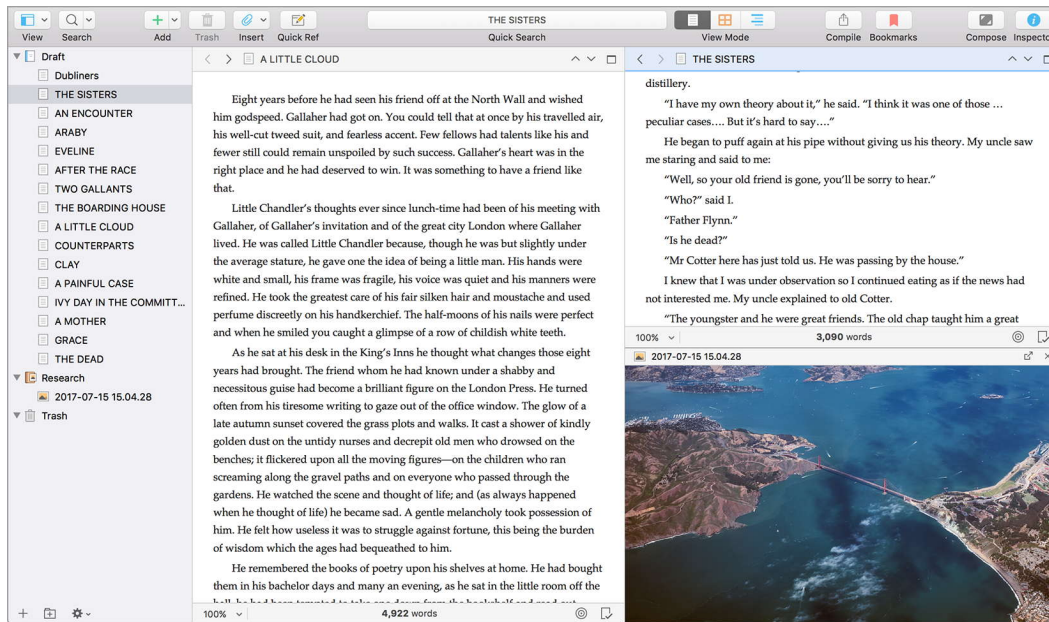 THE SISTERS
View Search Add Trash Insert Quick Ref Quick Search View Mode Compile Bookmarks Compose
Draft
Dubliners
THE SISTERS
AN ENCOUNTER
ARABY
EVELINE
AFTER THE RACE
TWO GALLANTS
THE BOARDING HOUSE
A LITTLE CLOUD
COUNTERPARTS
CLAY
A PAINFUL CASE
IVY DAY IN THE COMMITT...
A MOTHER
GRACE
THE DEAD
Research
2017-07-15 15.04.28
Trash
A LITTLE CLOUD
Eight years before he had seen his friend off at the North Wall and wished
him godspeed. Gallaher had got on. You could tell that at once by his travelled air,
his well-cut tweed suit, and fearless accent. Few fellows had talents like his and
fewer still could remain unspoiled by such success. Gallaher’s heart was in the
right place and he had deserved to win. It was something to have a friend like
that.
Little Chandler’s thoughts ever since lunch-time had been of his meeting with
Gallaher, of Gallaher’s invitation and of the great city London where Gallaher
lived. He was called Little Chandler because, though he was but slightly under
the average stature, he gave one the idea of being a little man. His hands were
white and small, his frame was fragile, his voice was quiet and his manners were
refined. He took the greatest care of his fair silken hair and moustache and used
perfume discreetly on his handkerchief. The half-moons of his nails were perfect
and when he smiled you caught a glimpse of a row of childish white teeth.
As he sat at his desk in the King’s Inns he thought what changes those eight
years had brought. The friend whom he had known under a shabby and
necessitous guise had become a brilliant figure on the London Press. He turned
often from his tiresome writing to gaze out of the office window. The glow of a
late autumn sunset covered the grass plots and walks. It cast a shower of kindly
golden dust on the untidy nurses and decrepit old men who drowsed on the
benches; it flickered upon all the moving figures—on the children who ran
screaming along the gravel paths and on everyone who passed through the
gardens. He watched the scene and thought of life; and (as always happened
when he thought of life) he became sad. A gentle melancholy took possession of
him. He felt how useless it was to struggle against fortune, this being the burden
of wisdom which the ages had bequeathed to him.
He remembered the books of poetry upon his shelves at home. He had bought
them in his bachelor days and many an evening, as he sat in the little room off the
100%
4,922 words
THE SISTERS
distillery.
“I have my own theory about it,” he said. “I think it was one of those …
peculiar cases…. But it’s hard to say….”
He began to puff again at his pipe without giving us his theory. My uncle saw
me staring and said to me:
“Well, so your old friend is gone, you’ll be sorry to hear.”
“Who?” said I.
“Father Flynn.”
“Is he dead?”
“Mr Cotter here has just told us. He was passing by the house.”
I knew that I was under observation so I continued eating as if the news had
not interested me. My uncle explained to old Cotter.
“The youngster and he were great friends. The old chap taught him a great
100%
3,090 words
2017-07-15 15.04.28